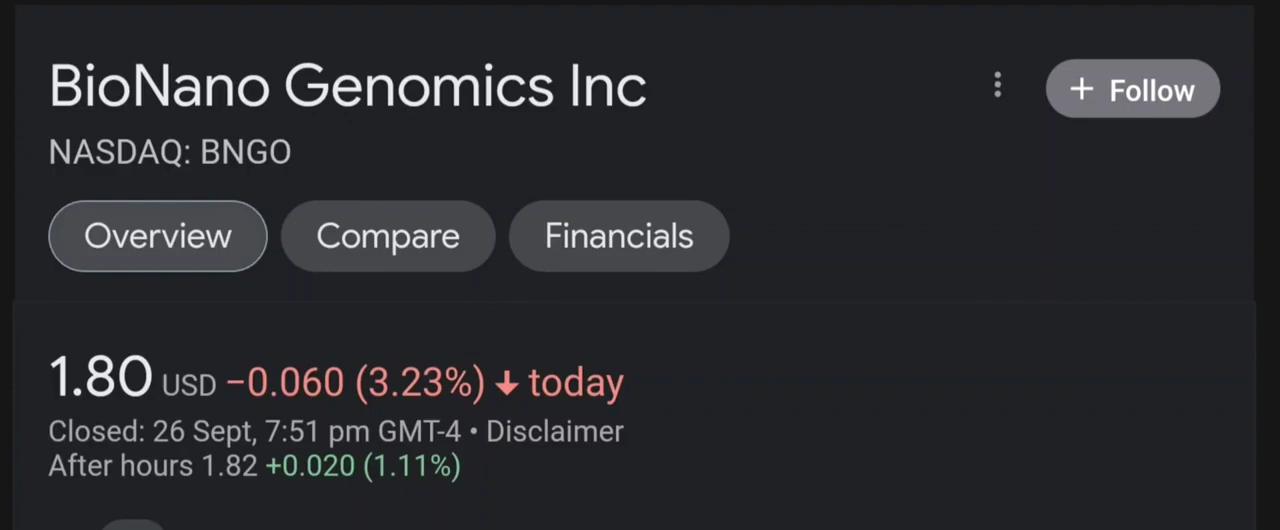 BioNano Genomics Inc
+ Follow
NASDAQ: BNGO
Overview
Compare
Financials
1.80 USD −0.060 (3.23%) ↓ today
Closed: 26 Sept, 7:51 pm GMT-4 • Disclaimer
After hours 1.82 +0.020 (1.11%)